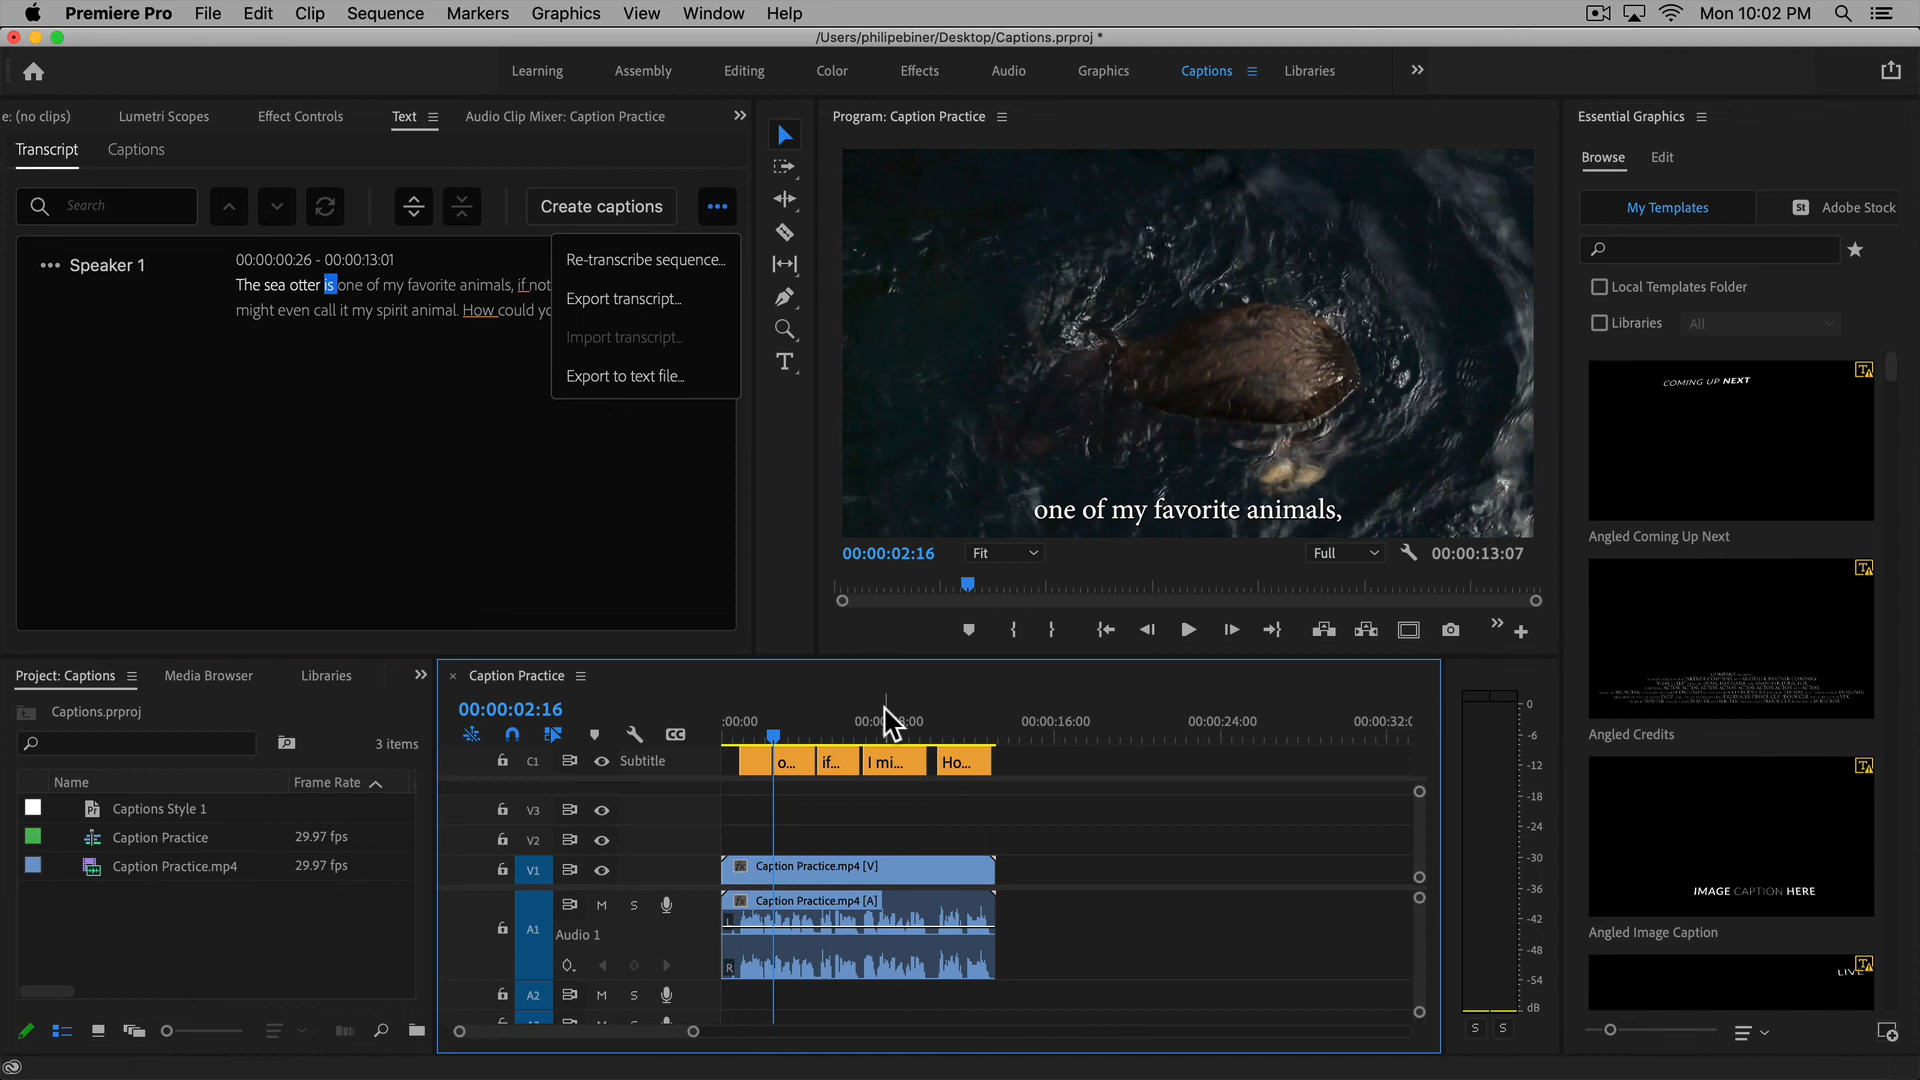 Premiere Pro File Edit Clip Sequence Markers Graphics View Window Help Mon 10:02 PM
/Users/philipebiner/Desktop/Captions.prproj *
Learning Assembly Editing Color Effects Audio Graphics Captions Libraries
e: (no clips) Lumetri Scopes Effect Controls Text Audio Clip Mixer: Caption Practice
Transcript Captions
Search Create captions
Speaker 1
00:00:00:26 - 00:00:13:01
The sea otter is one of my favorite animals, if not
might even call it my spirit animal. How could yo
Re-transcribe sequence...
Export transcript...
Import transcript...
Export to text file...
Program: Caption Practice
one of my favorite animals,
00:00:02:16 Fit Full 00:00:13:07
Essential Graphics
Browse Edit
My Templates St Adobe Stock
Local Templates Folder
Libraries All
COMING UP NEXT
Angled Coming Up Next
Angled Credits
IMAGE CAPTION HERE
Angled Image Caption
LIVE
Project: Captions Media Browser Libraries
Captions.prproj
3 items
Name Frame Rate
Captions Style 1
Caption Practice 29.97 fps
Caption Practice.mp4 29.97 fps
Caption Practice
00:00:02:16
:00:00 00:00:16:00 00:00:24:00 00:00:32:0
C1 Subtitle o... if... I mi... Ho...
V3
V2
V1 fx Caption Practice.mp4 [V]
fx Caption Practice.mp4 [A]
M S
A1 Audio 1
L
R
A2 M S
0
-6
-12
-18
-24
-30
-36
-42
-48
-54
dB
S S